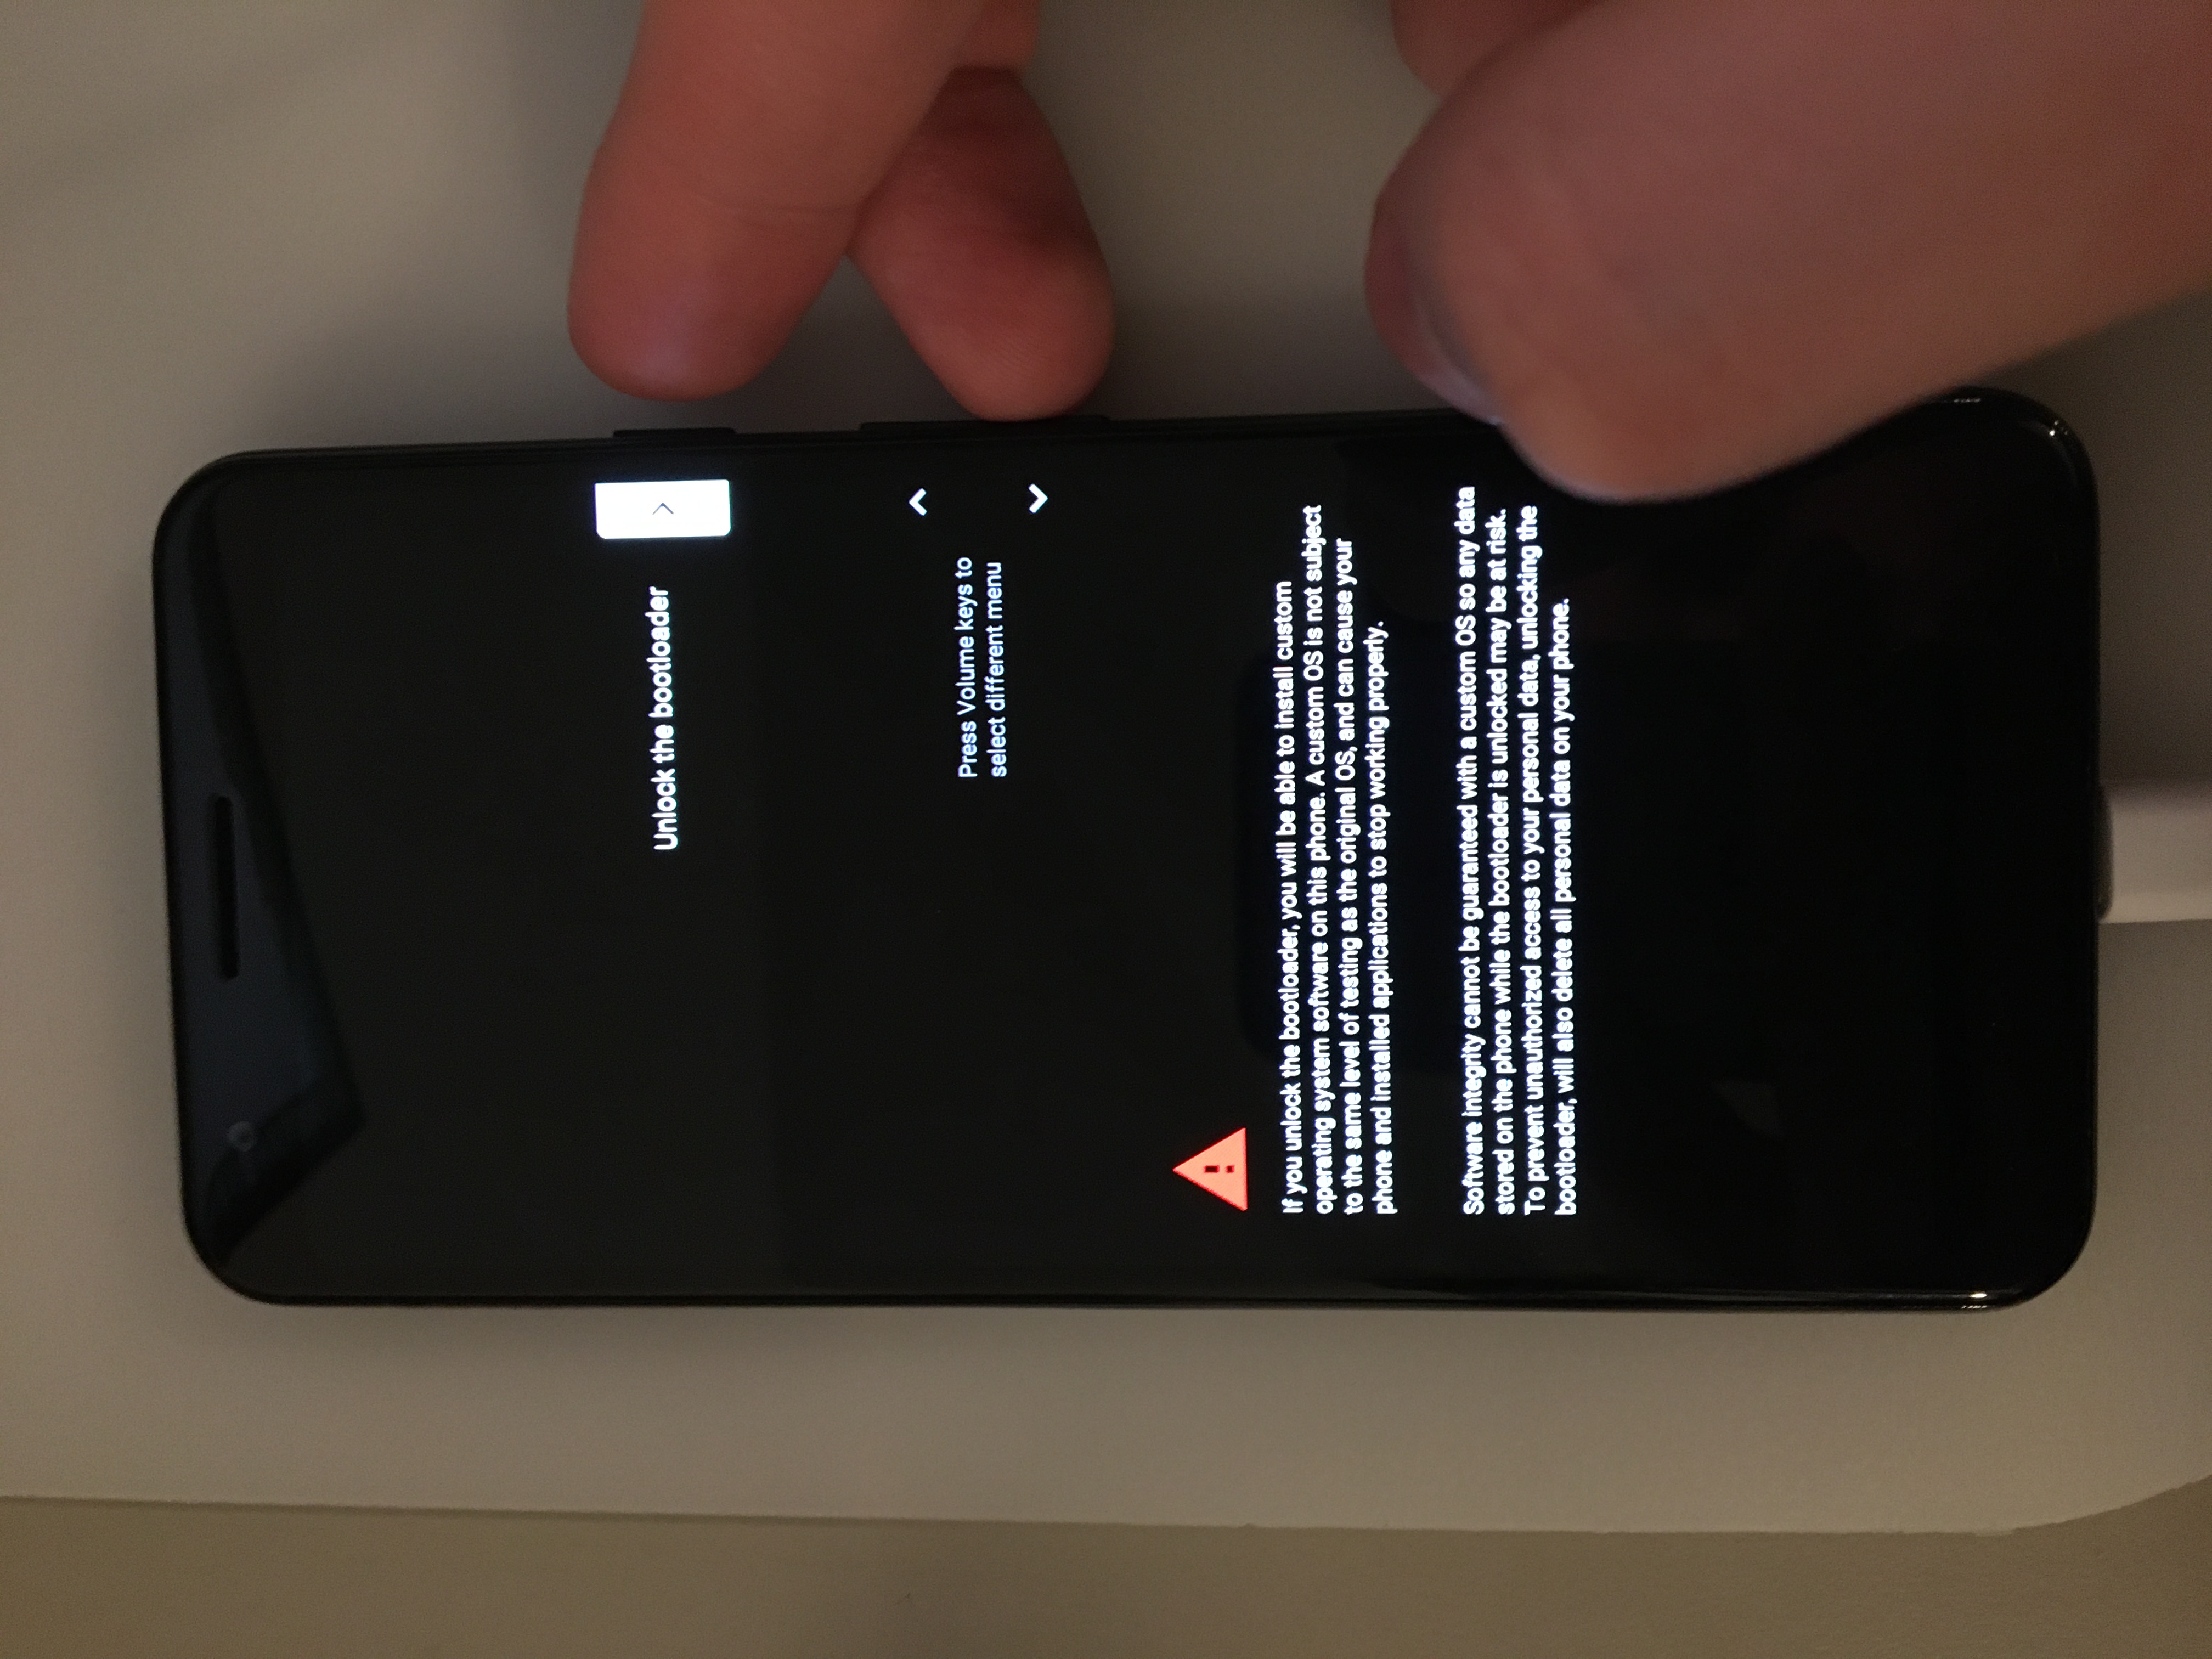 Unlock the bootloader
Press Volume keys to
select different menu
If you unlock the bootloader, you will be able to install custom
operating system software on this phone. A custom OS is not subject
to the same level of testing as the original OS, and can cause your
phone and installed applications to stop working properly.
Software integrity cannot be guaranteed with a custom OS so any data
stored on the phone while the bootloader is unlocked may be at risk.
To prevent unauthorized access to your personal data, unlocking the
bootloader, will also delete all personal data on your phone.